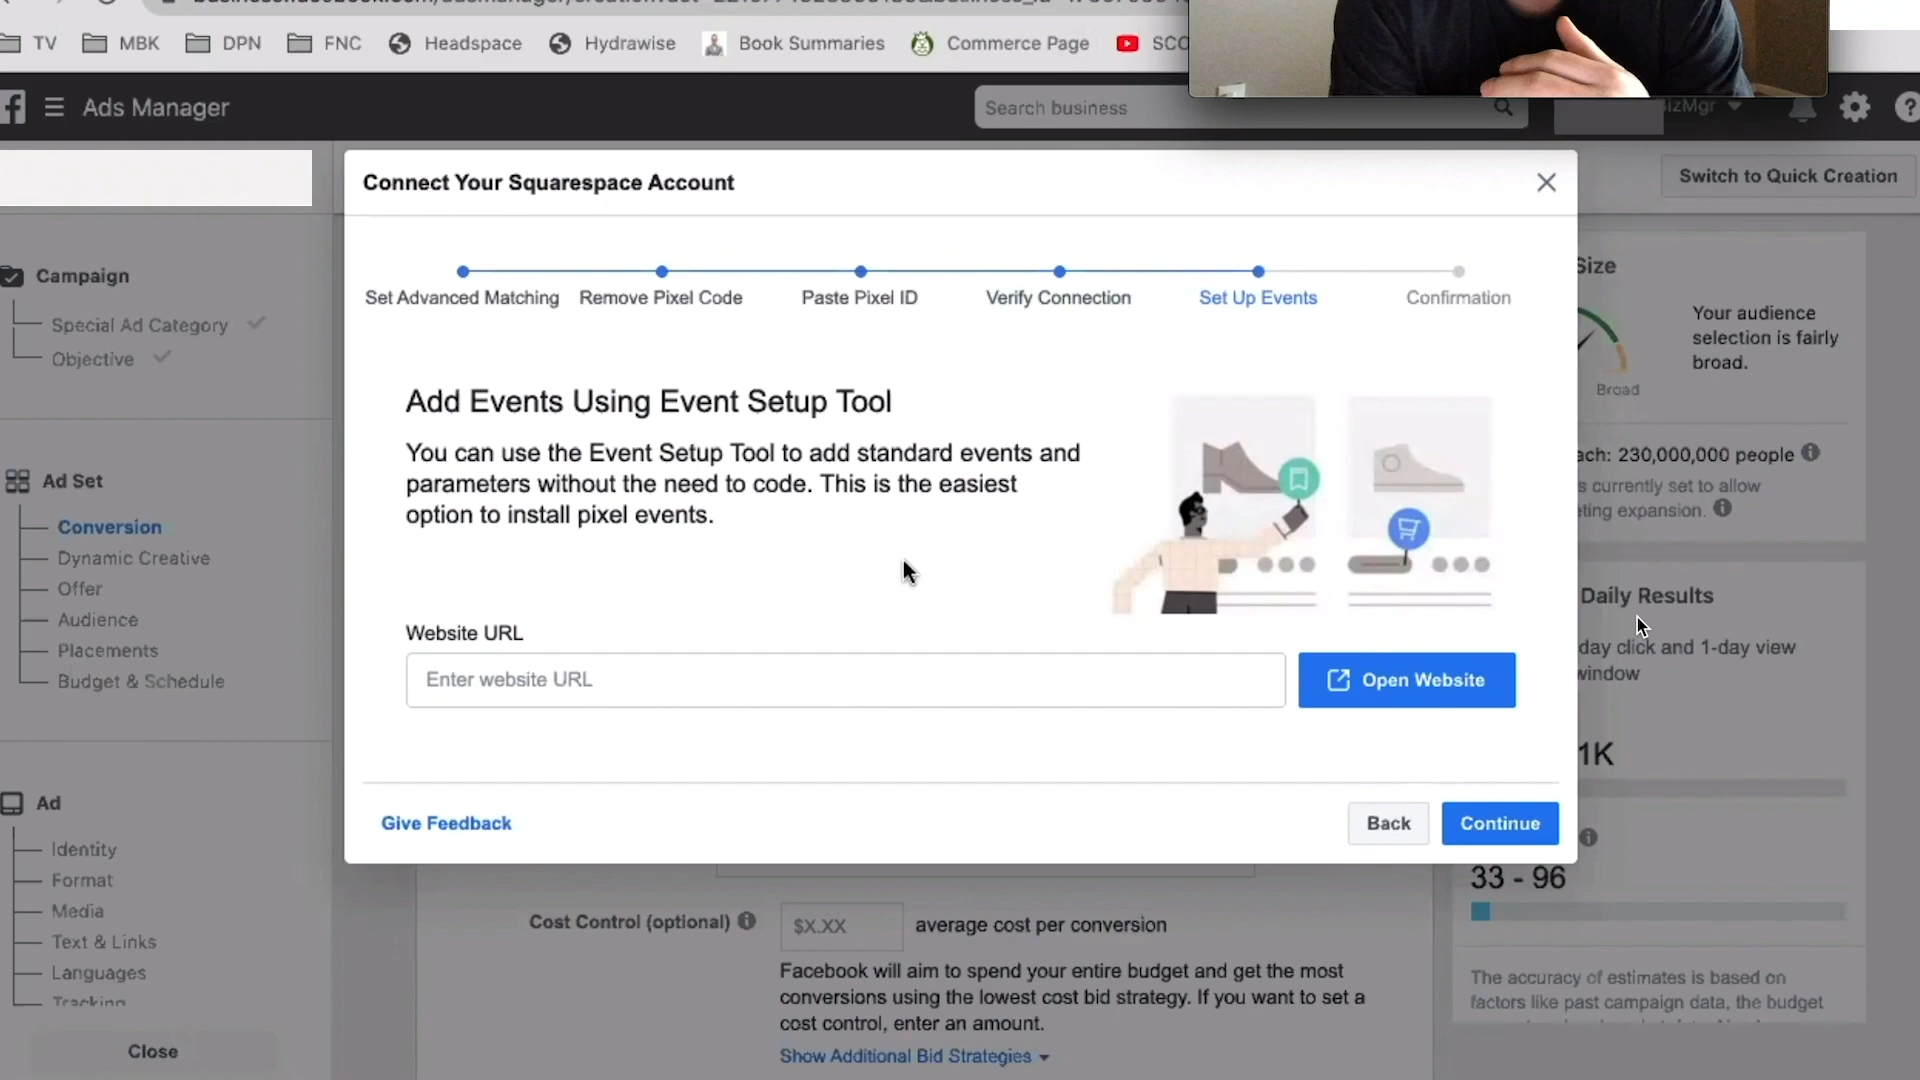 TV
MBK
DPN
FNC
Headspace
Hydrawise
Book Summaries
Commerce Page
Ads Manager
Search business
Switch to Quick Creation
Connect Your Squarespace Account
Set Advanced Matching
Remove Pixel Code
Paste Pixel ID
Verify Connection
Set Up Events
Confirmation
Add Events Using Event Setup Tool
You can use the Event Setup Tool to add standard events and
parameters without the need to code. This is the easiest
option to install pixel events.
Website URL
Enter website URL
Open Website
Give Feedback
Back
Continue
Campaign
Special Ad Category
Objective
Ad Set
Conversion
Dynamic Creative
Offer
Audience
Placements
Budget & Schedule
Ad
Identity
Format
Media
Text & Links
Languages
Tracking
Close
Cost Control (optional)
$X.XX
average cost per conversion
Facebook will aim to spend your entire budget and get the most
conversions using the lowest cost bid strategy. If you want to set a
cost control, enter an amount.
Show Additional Bid Strategies
Size
Your audience
selection is fairly
broad.
Broad
230,000,000 people
currently set to allow
expansion.
Daily Results
day click and 1-day view
window
1K
33 - 96
The accuracy of estimates is based on
factors like past campaign data, the budget